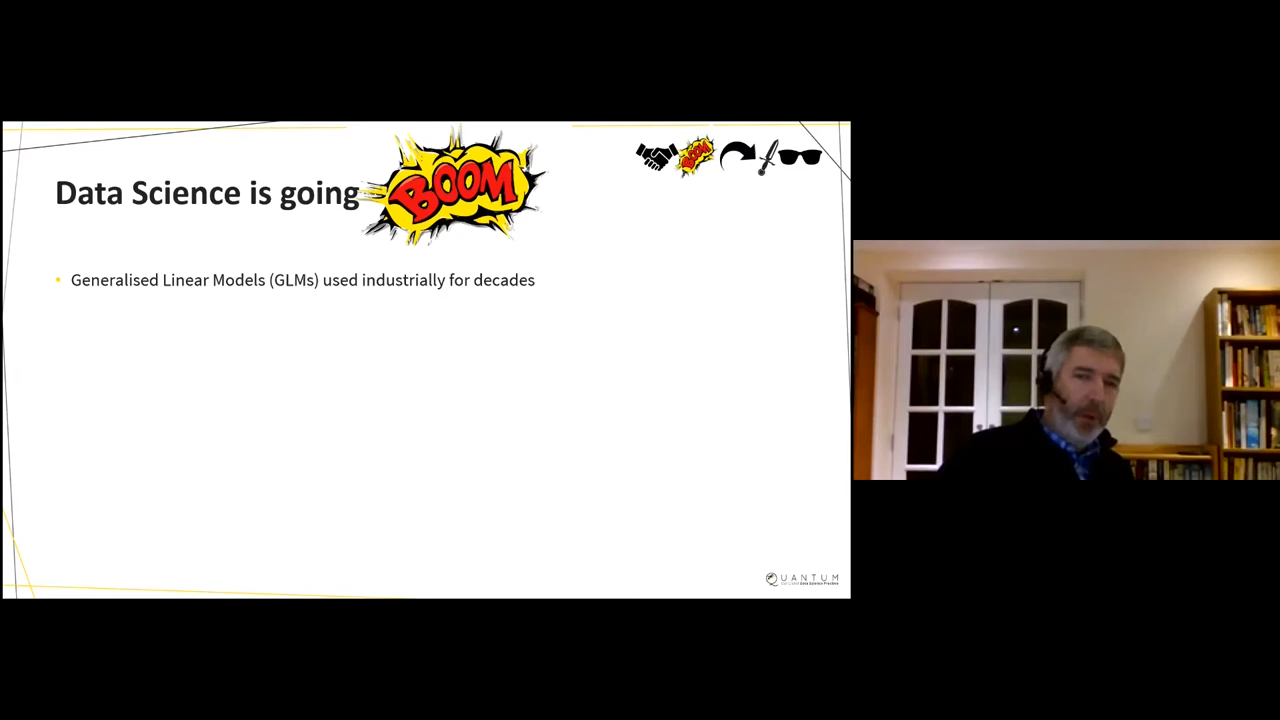 Data Science is going BOOM
BOOM
• Generalised Linear Models (GLMs) used industrially for decades
QUANTUM